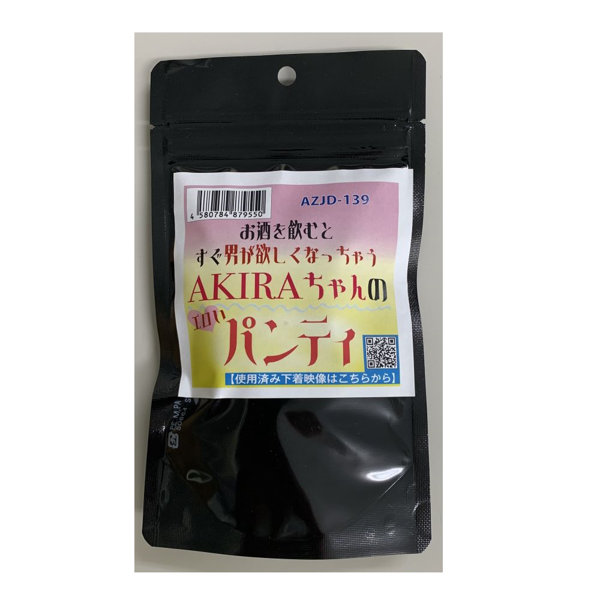 AZJD-139
4 580784 879550
お酒を飲むと
すぐ男が欲しくなっちゃう
AKIRAちゃんの
エロい
パンティ
【使用済み下着映像はこちらから】